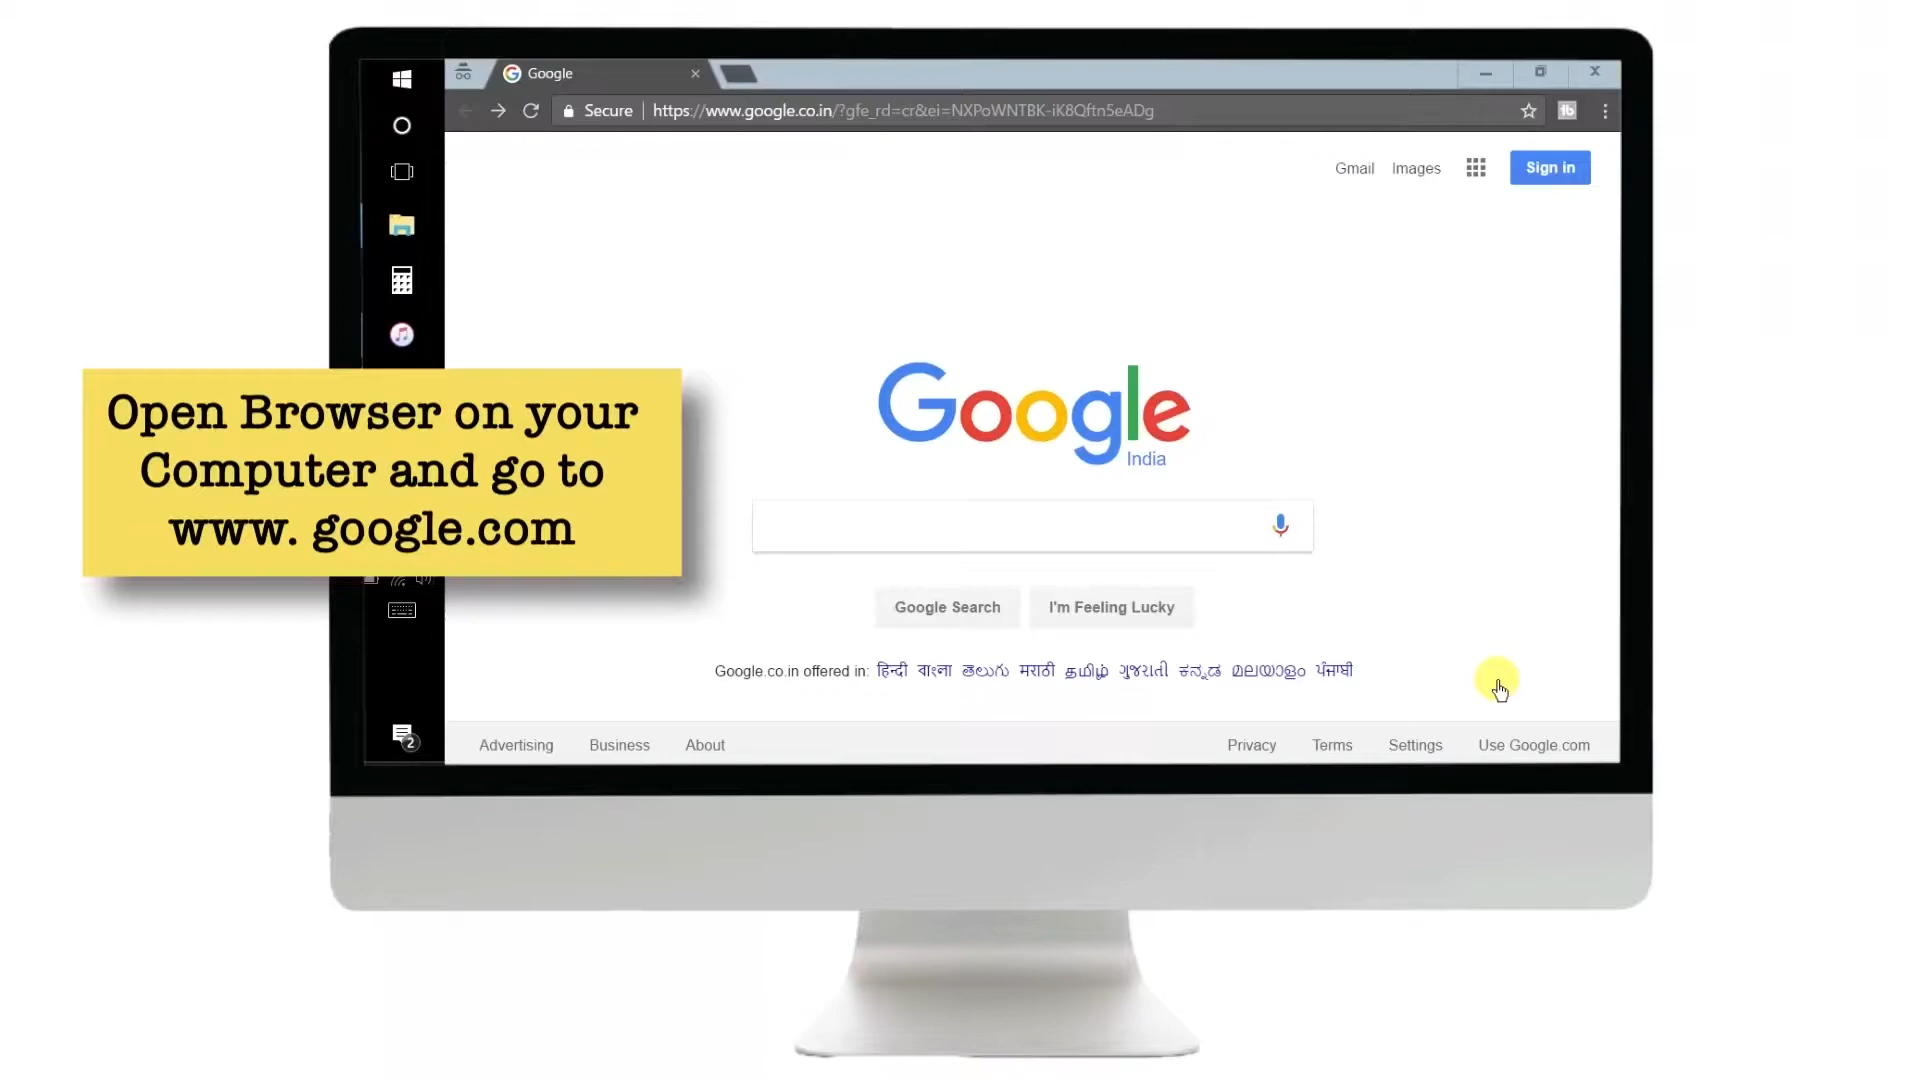 Google
Secure
https://www.google.co.in/?gfe_rd=cr&ei=NXPoWNTBK-iK8Qftn5eADg
Gmail Images
Sign in
Google
India
Open Browser on your
Computer and go to
www. google.com
Google Search
I'm Feeling Lucky
Google.co.in offered in: हिन्दी বাংলা తెలుగు मराठी தமிழ் ગુજરાતી ಕನ್ನಡ മലയാളം ਪੰਜਾਬੀ
2
Advertising Business About Privacy Terms Settings Use Google.com